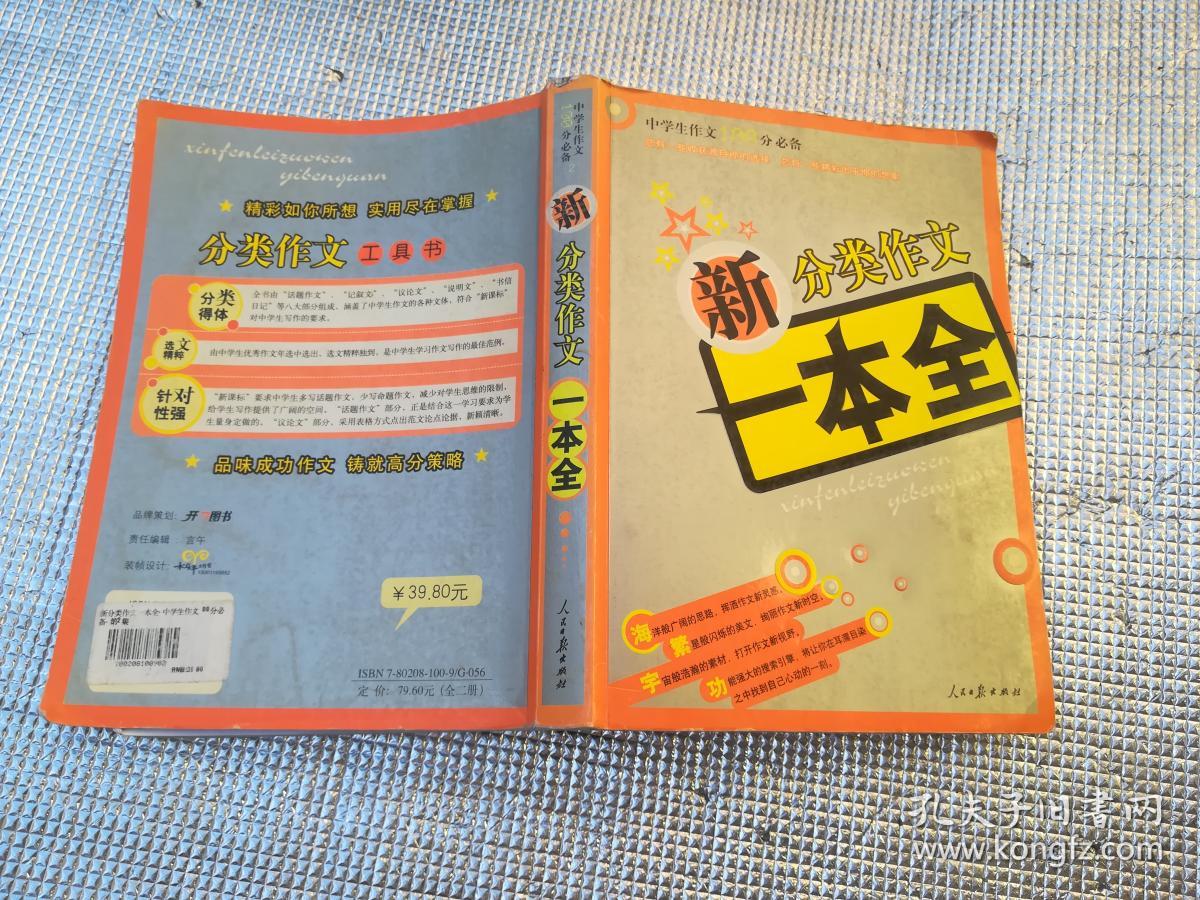 xinfenleizuowen
yibenquan
精彩如你所想 实用尽在掌握
分类作文 工具书
分类
得体
全书由“话题作文”、“记叙文”、“议论文”、“说明文”、“书信
日记”等八大部分组成，涵盖了中学生作文的各种文体，符合“新课标”
对中学生写作的要求。
选文
精粹
由中学生优秀作文年选中选出，选文精粹独到，是中学生学习作文写作的最佳范例。
针对
性强
“新课标”要求中学生多写话题作文，少写命题作文，减少对学生思维的限制，
给学生写作提供了广阔的空间。“话题作文”部分，正是结合这一学习要求为学
生量身定做的。“议论文”部分，采用表格方式点出范文论点论据，新颖清晰。
品味成功作文 铸就高分策略
品牌策划：开 图书
责任编辑 言午
装帧设计：
新分类作文一本全·中学生作文
￥39.80元
ISBN 7-80208-100-9/G·056
定 价：79.60元（全二册）
中学生作文
100分必备
新
分类作文
一本全
人民日报出版社
中学生作文100分必备
新
分类作文
一本全
xinfenleizuowen
yibenquan
海洋般广阔的思路，挥洒作文新灵感；
繁星般闪烁的美文，绚丽作文新时空；
宇宙般浩瀚的素材，打开作文新视野，
功能强大的搜索引擎，将让你在耳濡目染
之中找到自己心动的一刻。
人民日报出版社
孔夫子旧书网
www.kongfz.com